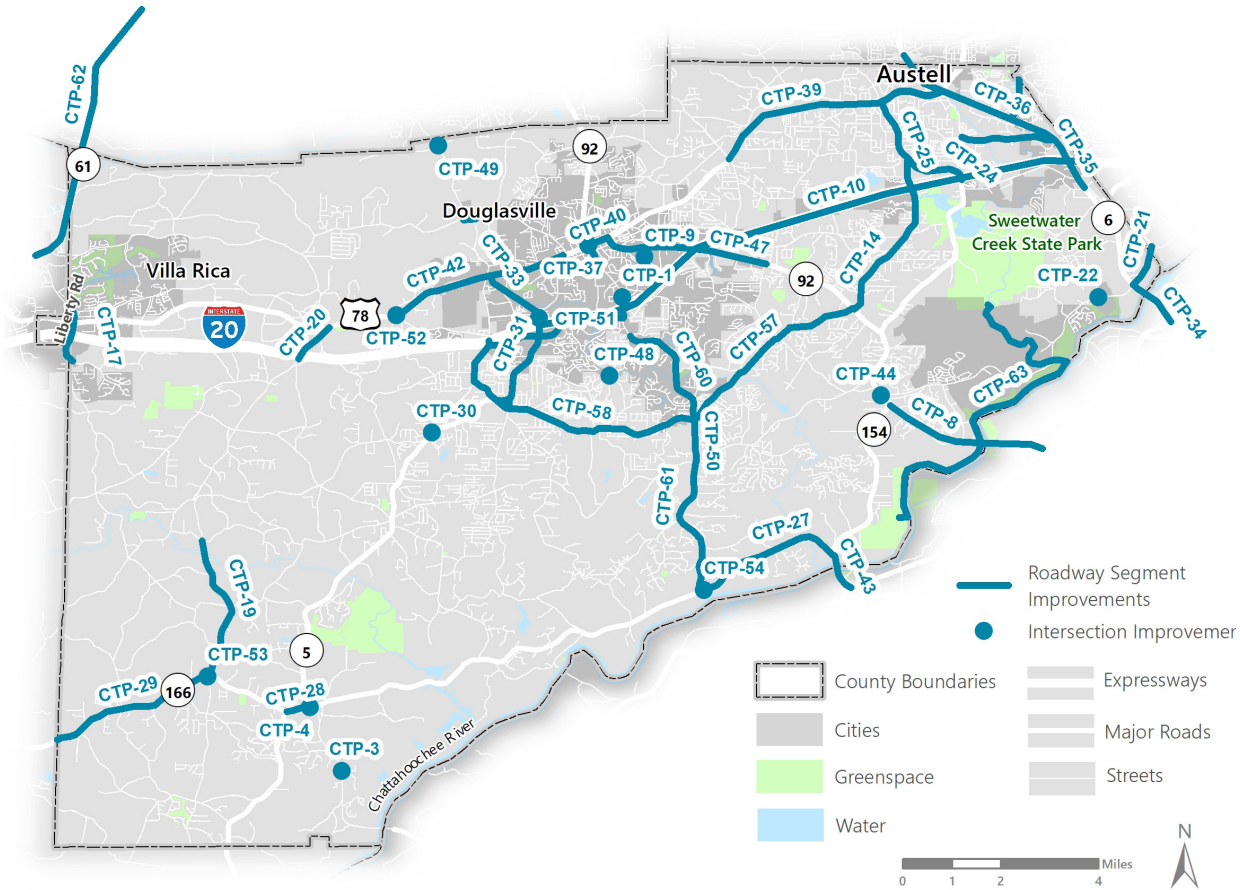 Austell
CTP-62
CTP-39
CTP-36
61
CTP-49
92
CTP-25
CTP-24
CTP-35
CTP-10
Douglasville
CTP-40
Sweetwater
Creek State Park
6
CTP-21
CTP-9
CTP-47
CTP-14
Villa Rica
CTP-42
CTP-33
CTP-37
CTP-1
92
CTP-22
Liberty Rd
INTERSTATE
20
78
CTP-20
CTP-52
CTP-51
CTP-57
CTP-34
CTP-17
CTP-31
CTP-48
CTP-60
CTP-44
CTP-63
CTP-30
CTP-58
CTP-8
154
CTP-50
CTP-61
CTP-27
CTP-54
CTP-43
CTP-19
CTP-53
5
CTP-29
166
CTP-28
CTP-4
CTP-3
Chattahoochee River
Roadway Segment
Improvements
Intersection Improvemen
County Boundaries
Expressways
Cities
Major Roads
Greenspace
Streets
Water
N
Miles
0 1 2 4